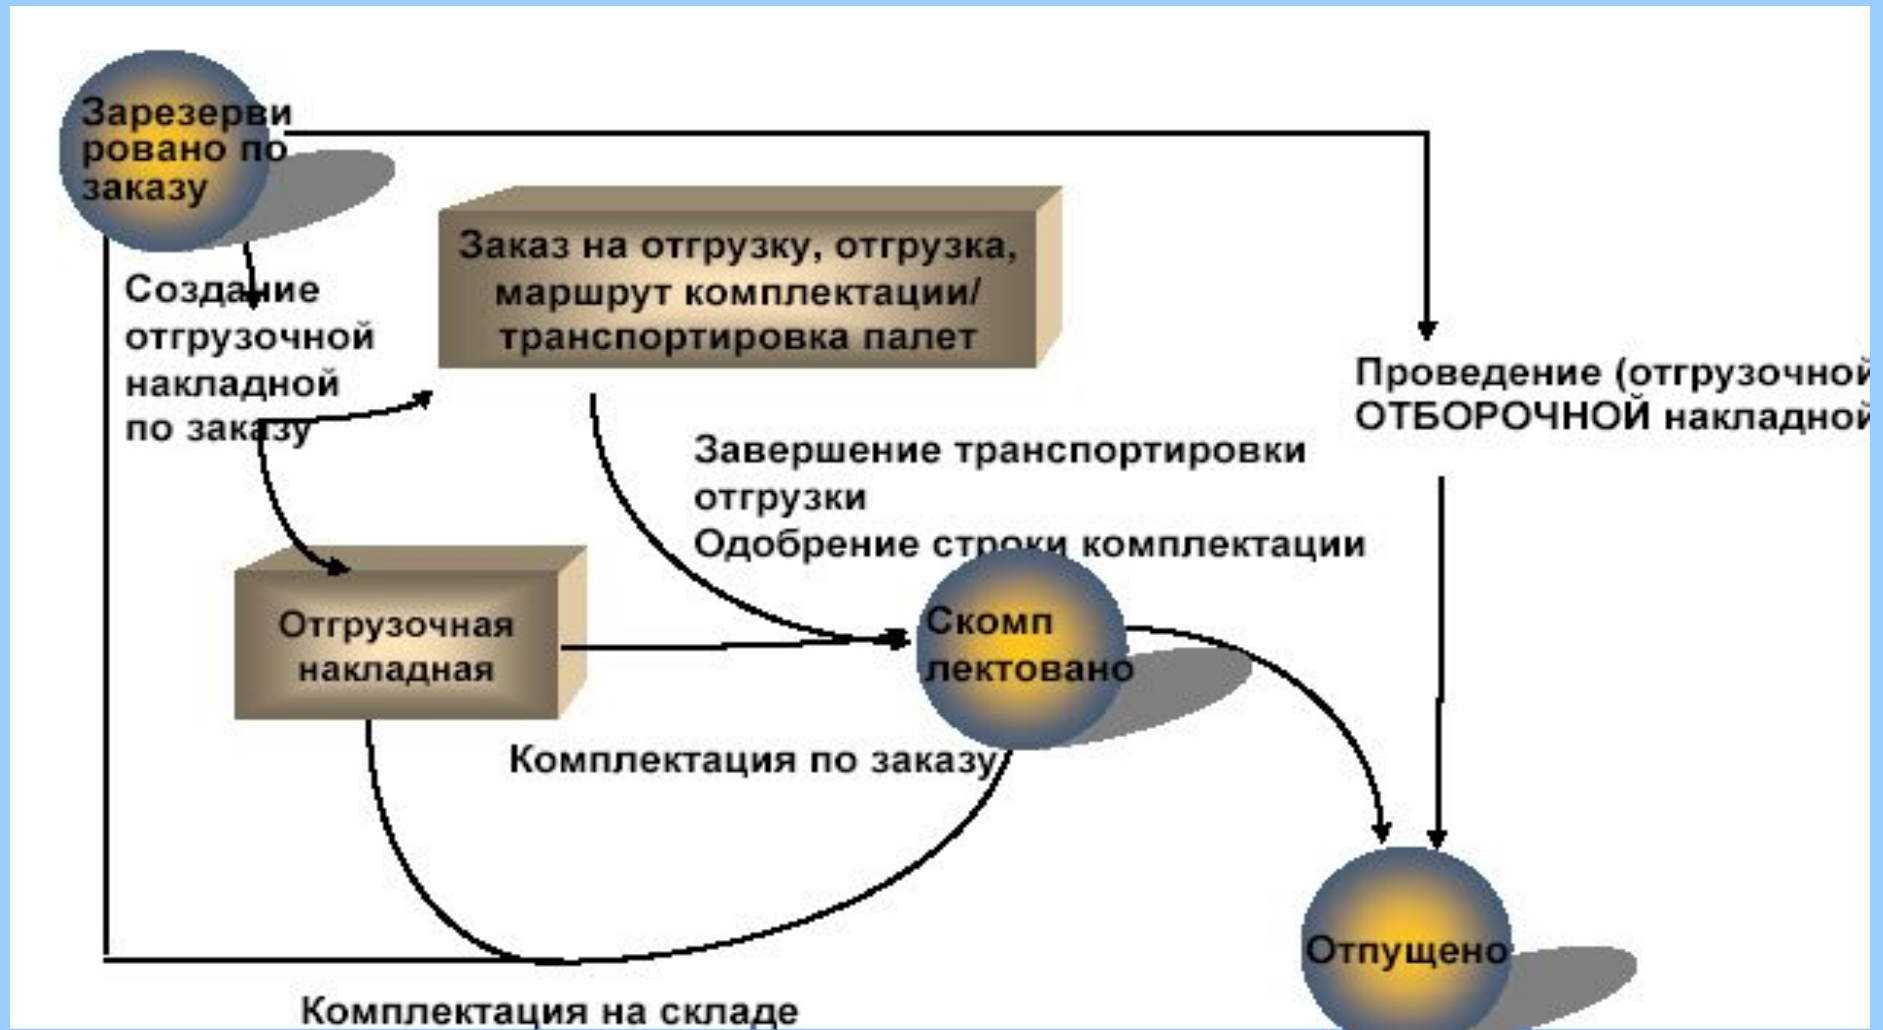 Зарезерви
ровано по
заказу
Заказ на отгрузку, отгрузка,
маршрут комплектации/
транспортировка палет
Создание
отгрузочной
накладной
по заказу
Проведение (отгрузочной
ОТБОРОЧНОЙ накладной
Завершение транспортировки
отгрузки
Одобрение строки комплектации
Отгрузочная
накладная
Скомп
лектовано
Комплектация по заказу
Отпущено
Комплектация на складе